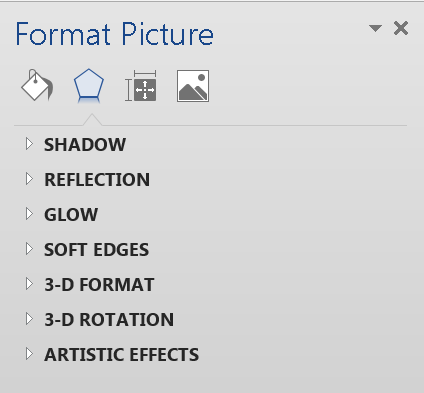 Format Picture
SHADOW
REFLECTION
GLOW
SOFT EDGES
3-D FORMAT
3-D ROTATION
ARTISTIC EFFECTS